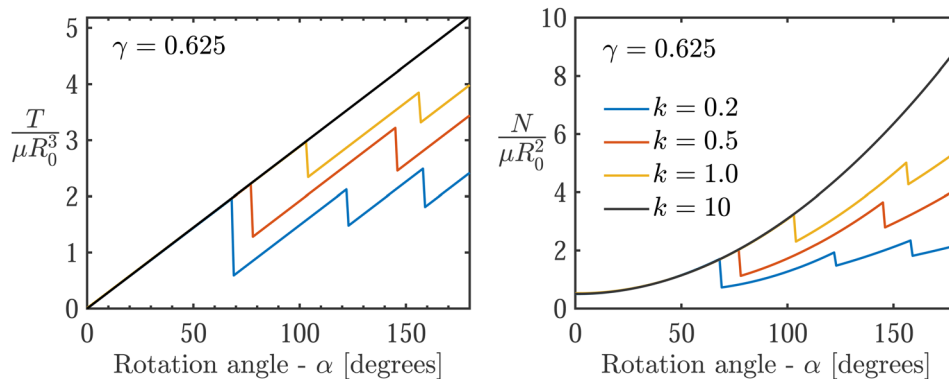 5
4
3
2
1
0
T
μR₀³
γ = 0.625
0 50 100 150
Rotation angle - α [degrees]
10
8
6
4
2
0
N
μR₀²
γ = 0.625
k = 0.2
k = 0.5
k = 1.0
k = 10
0 50 100 150
Rotation angle - α [degrees]